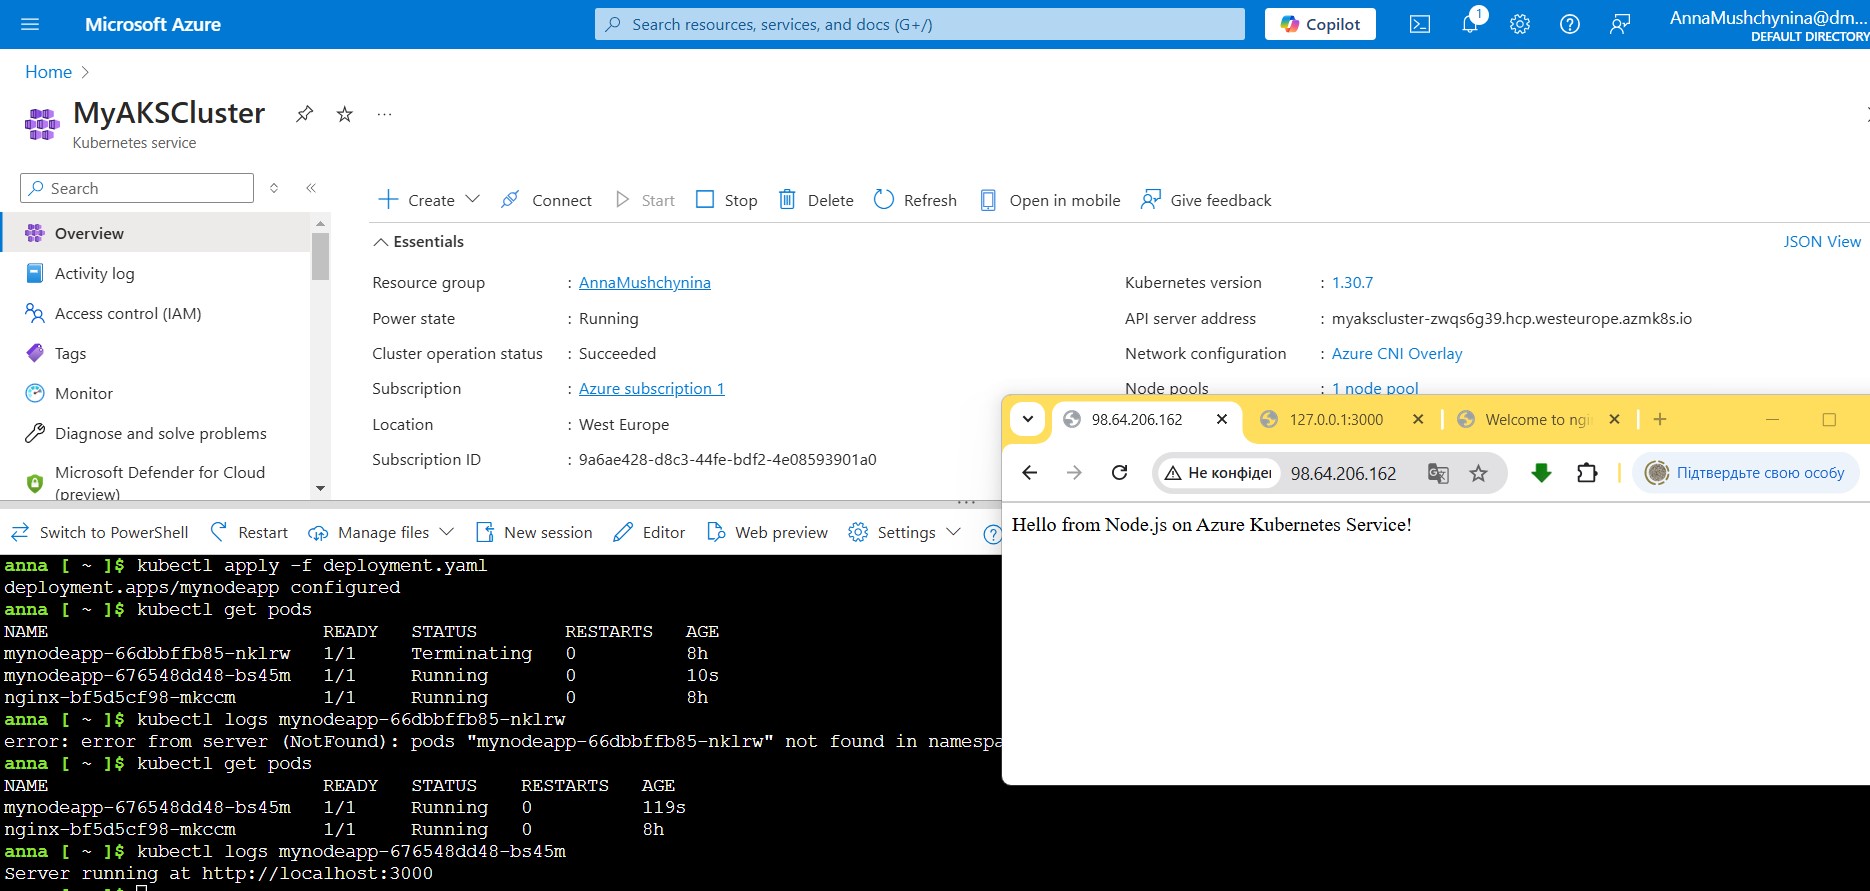 Microsoft Azure
Search resources, services, and docs (G+/)
Copilot
1
AnnaMushchynina@dm...
DEFAULT DIRECTORY
Home
MyAKSCluster
Kubernetes service
Search
Create
Connect
Start
Stop
Delete
Refresh
Open in mobile
Give feedback
Overview
Activity log
Access control (IAM)
Tags
Monitor
Diagnose and solve problems
Microsoft Defender for Cloud
(preview)
Essentials
JSON View
Resource group : AnnaMushchynina
Power state : Running
Cluster operation status : Succeeded
Subscription : Azure subscription 1
Location : West Europe
Subscription ID : 9a6ae428-d8c3-44fe-bdf2-4e08593901a0
Kubernetes version : 1.30.7
API server address : myakscluster-zwqs6g39.hcp.westeurope.azmk8s.io
Network configuration : Azure CNI Overlay
Node pools : 1 node pool
98.64.206.162
127.0.0.1:3000
Welcome to ngi
Не конфіден
98.64.206.162
Підтвердьте свою особу
Hello from Node.js on Azure Kubernetes Service!
Switch to PowerShell
Restart
Manage files
New session
Editor
Web preview
Settings
anna [ ~ ]$ kubectl apply -f deployment.yaml
deployment.apps/mynodeapp configured
anna [ ~ ]$ kubectl get pods
NAME READY STATUS RESTARTS AGE
mynodeapp-66dbbffb85-nklrw 1/1 Terminating 0 8h
mynodeapp-676548dd48-bs45m 1/1 Running 0 10s
nginx-bf5d5cf98-mkccm 1/1 Running 0 8h
anna [ ~ ]$ kubectl logs mynodeapp-66dbbffb85-nklrw
error: error from server (NotFound): pods "mynodeapp-66dbbffb85-nklrw" not found in namespa
anna [ ~ ]$ kubectl get pods
NAME READY STATUS RESTARTS AGE
mynodeapp-676548dd48-bs45m 1/1 Running 0 119s
nginx-bf5d5cf98-mkccm 1/1 Running 0 8h
anna [ ~ ]$ kubectl logs mynodeapp-676548dd48-bs45m
Server running at http://localhost:3000